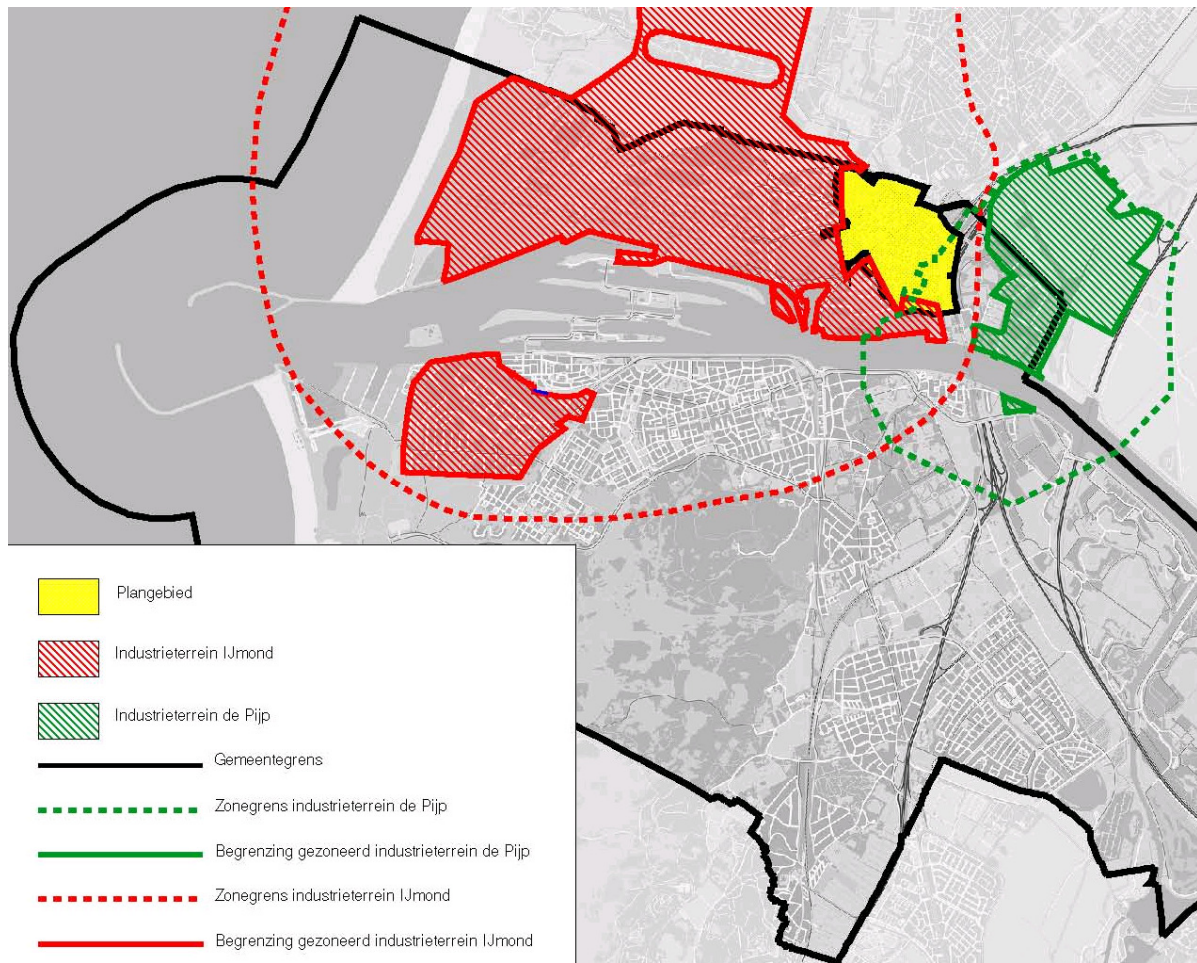 Plangebied
Industrieterrein IJmond
Industrieterrein de Pijp
Gemeentegrens
Zonegrens industrieterrein de Pijp
Begrenzing gezoneerd industrieterrein de Pijp
Zonegrens industrieterrein IJmond
Begrenzing gezoneerd industrieterrein IJmond